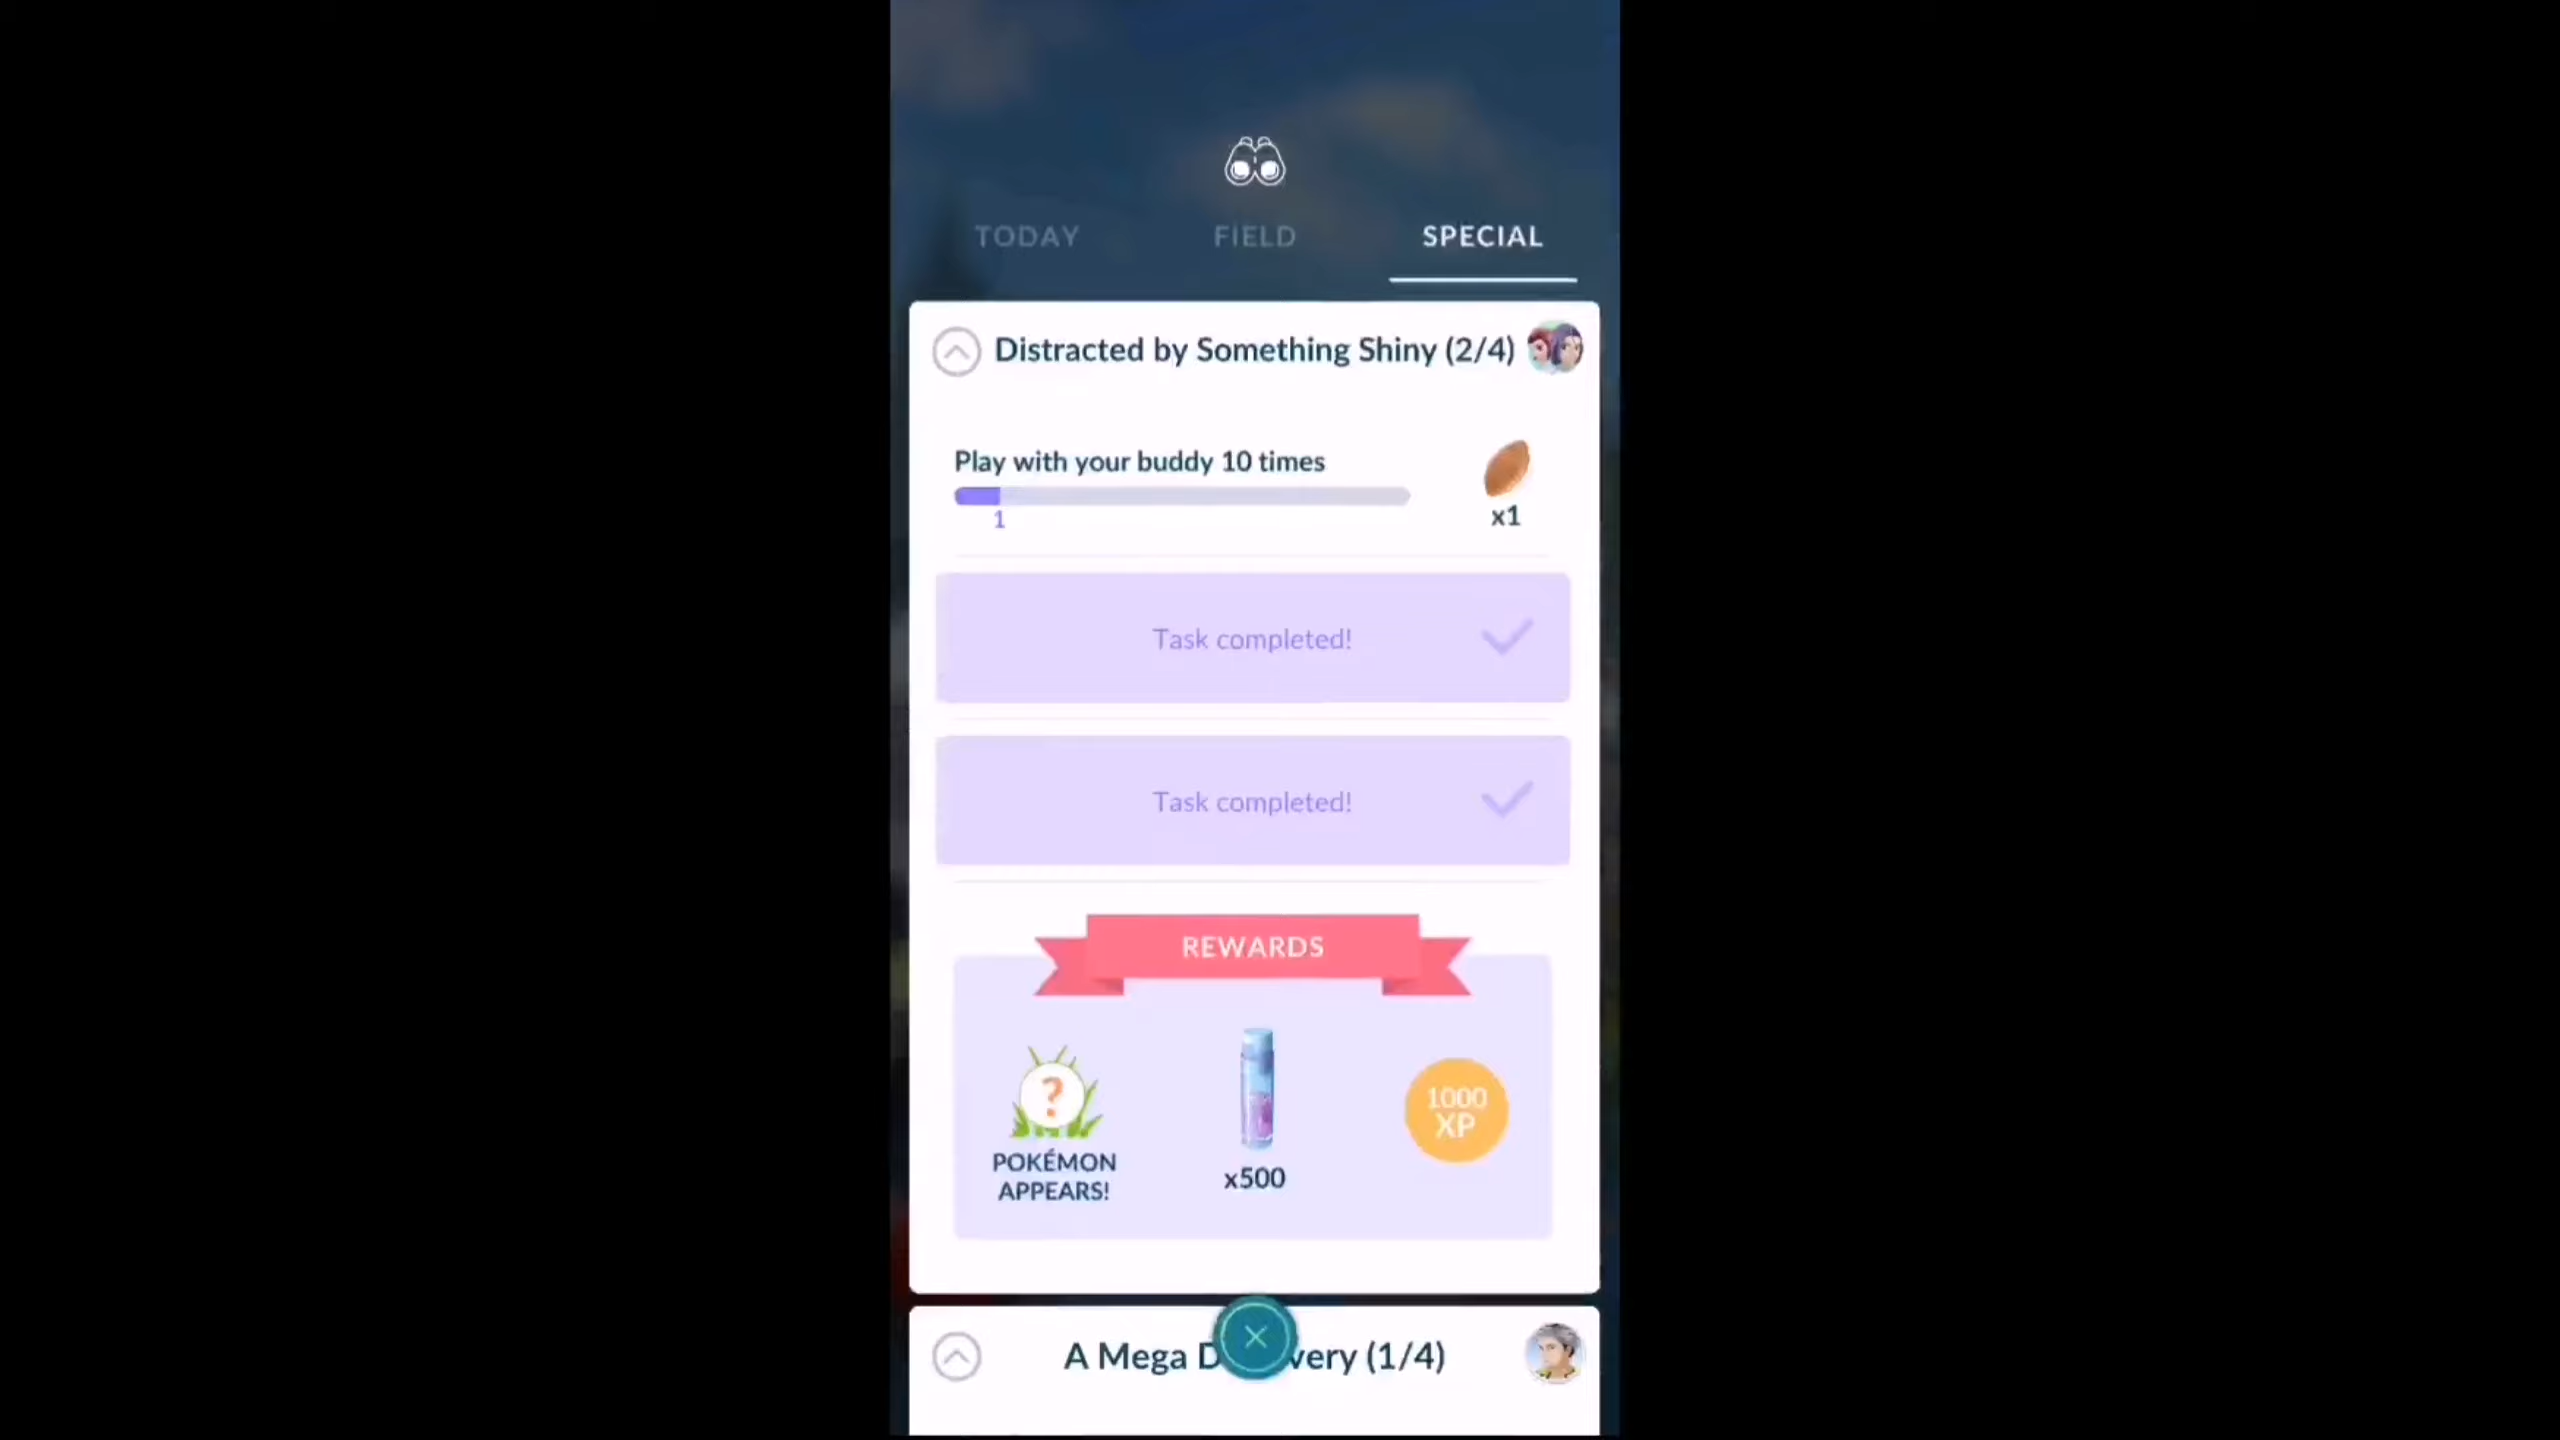 TODAY FIELD SPECIAL
Distracted by Something Shiny (2/4)
Play with your buddy 10 times
1
x1
Task completed!
Task completed!
REWARDS
?
1000
XP
POKÉMON
APPEARS!
x500
A Mega D very (1/4)